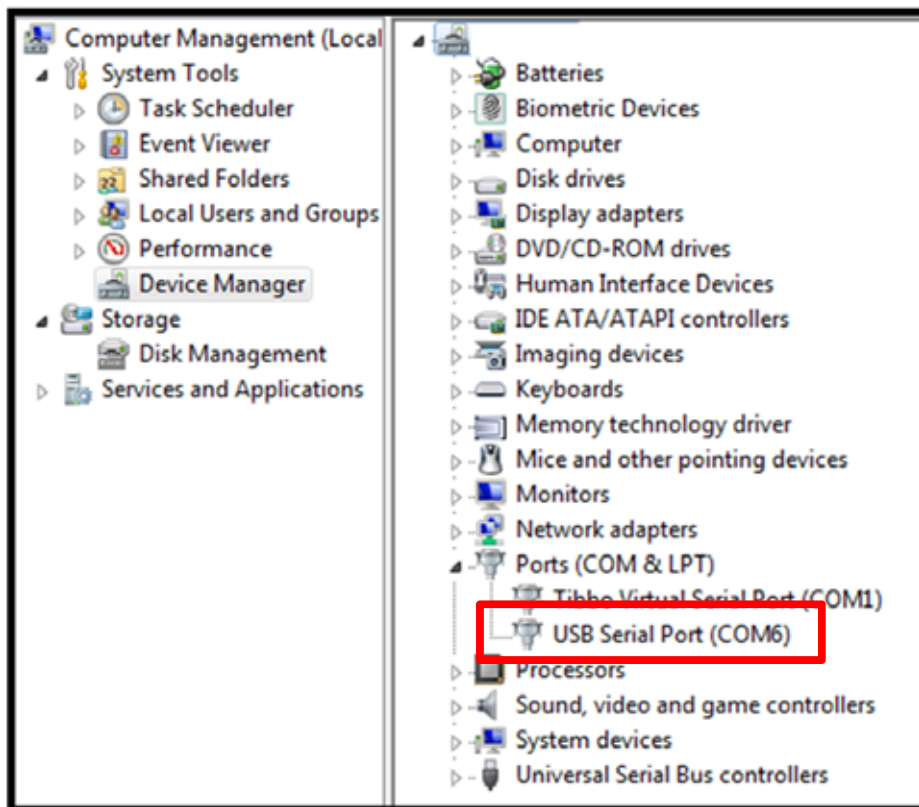 Computer Management (Local
System Tools
Task Scheduler
Event Viewer
Shared Folders
Local Users and Groups
Performance
Device Manager
Storage
Disk Management
Services and Applications
Batteries
Biometric Devices
Computer
Disk drives
Display adapters
DVD/CD-ROM drives
Human Interface Devices
IDE ATA/ATAPI controllers
Imaging devices
Keyboards
Memory technology driver
Mice and other pointing devices
Monitors
Network adapters
Ports (COM & LPT)
Tibbo Virtual Serial Port (COM1)
USB Serial Port (COM6)
Processors
Sound, video and game controllers
System devices
Universal Serial Bus controllers